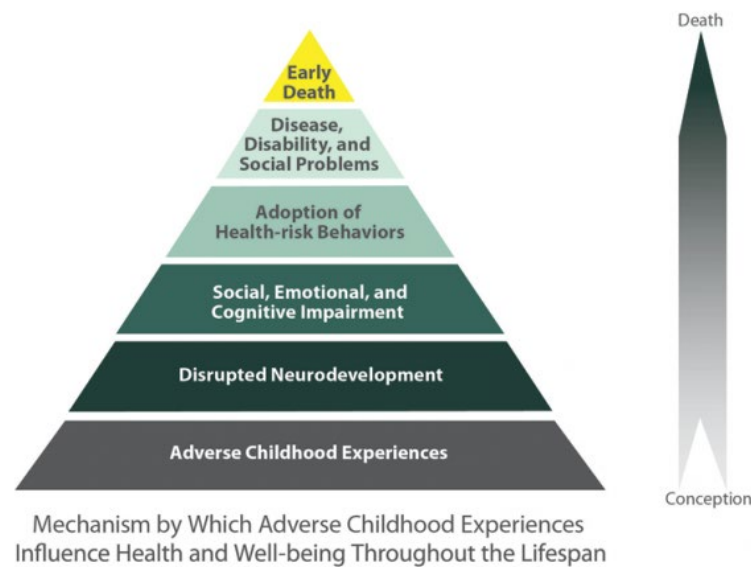 Death
Early
Death
Disease,
Disability, and
Social Problems
Adoption of
Health-risk Behaviors
Social, Emotional, and
Cognitive Impairment
Disrupted Neurodevelopment
Adverse Childhood Experiences
Conception
Mechanism by Which Adverse Childhood Experiences
Influence Health and Well-being Throughout the Lifespan